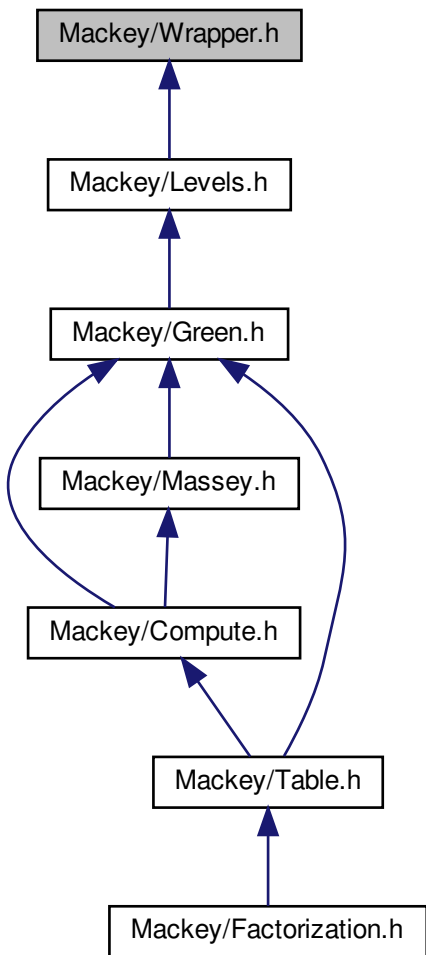 Mackey/Wrapper.h
Mackey/Levels.h
Mackey/Green.h
Mackey/Massey.h
Mackey/Compute.h
Mackey/Table.h
Mackey/Factorization.h